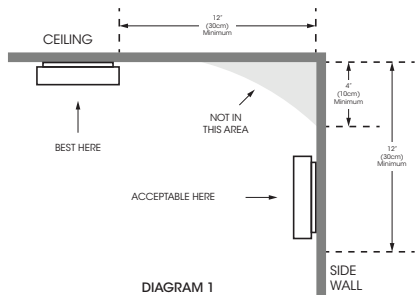 12"
(30cm)
Minimum
CEILING
4"
(10cm)
Minimum
NOT IN
THIS AREA
BEST HERE
12"
(30cm)
Minimum
ACCEPTABLE HERE
DIAGRAM 1
SIDE
WALL